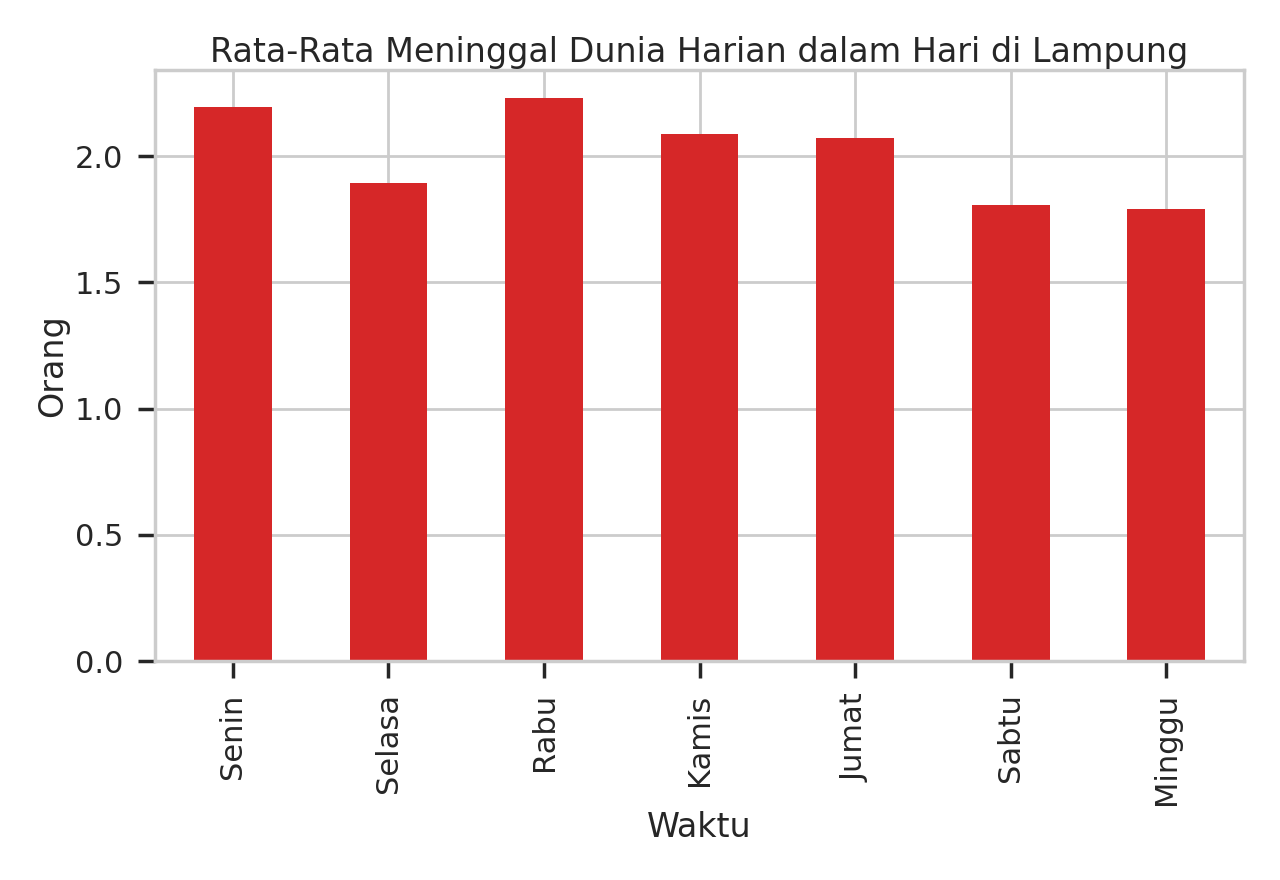 Rata-Rata Meninggal Dunia Harian dalam Hari di Lampung
Orang
2.0
1.5
1.0
0.5
0.0
Senin
Selasa
Rabu
Kamis
Jumat
Sabtu
Minggu
Waktu